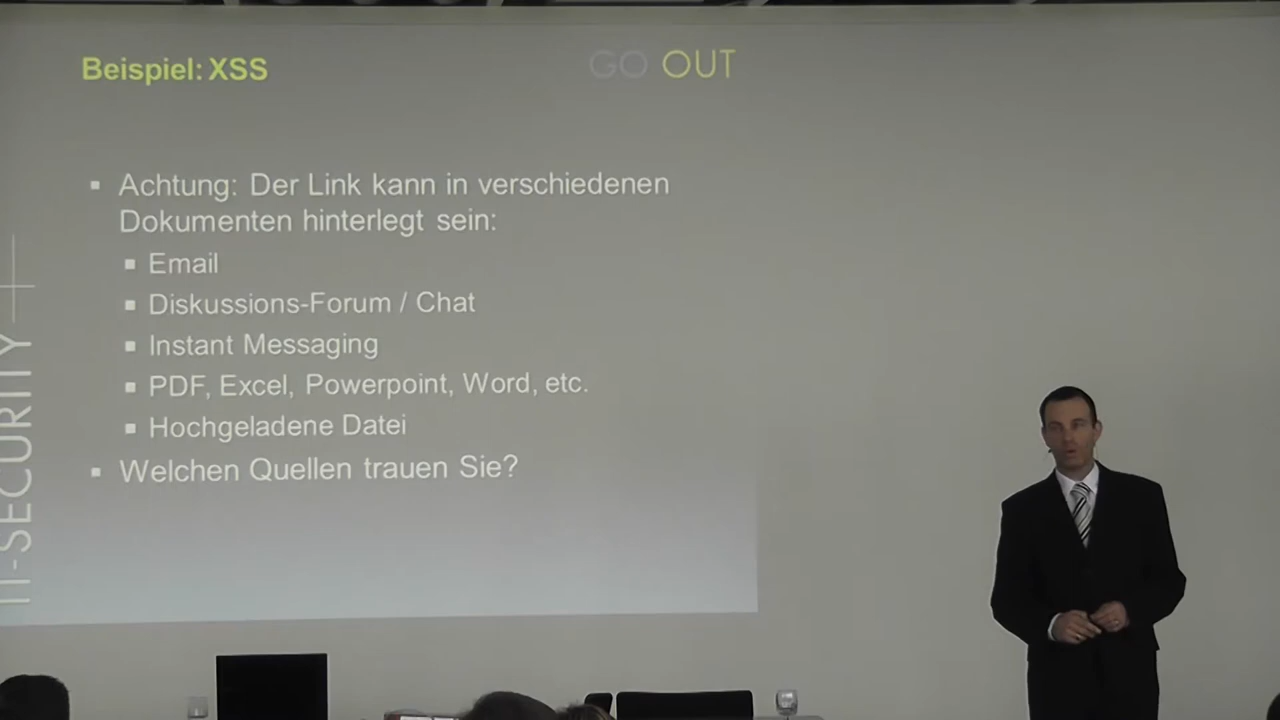 Beispiel: XSS
GO OUT
Achtung: Der Link kann in verschiedenen
Dokumenten hinterlegt sein:
Email
Diskussions-Forum / Chat
Instant Messaging
PDF, Excel, Powerpoint, Word, etc.
Hochgeladene Datei
Welchen Quellen trauen Sie?
IT-SECURITY